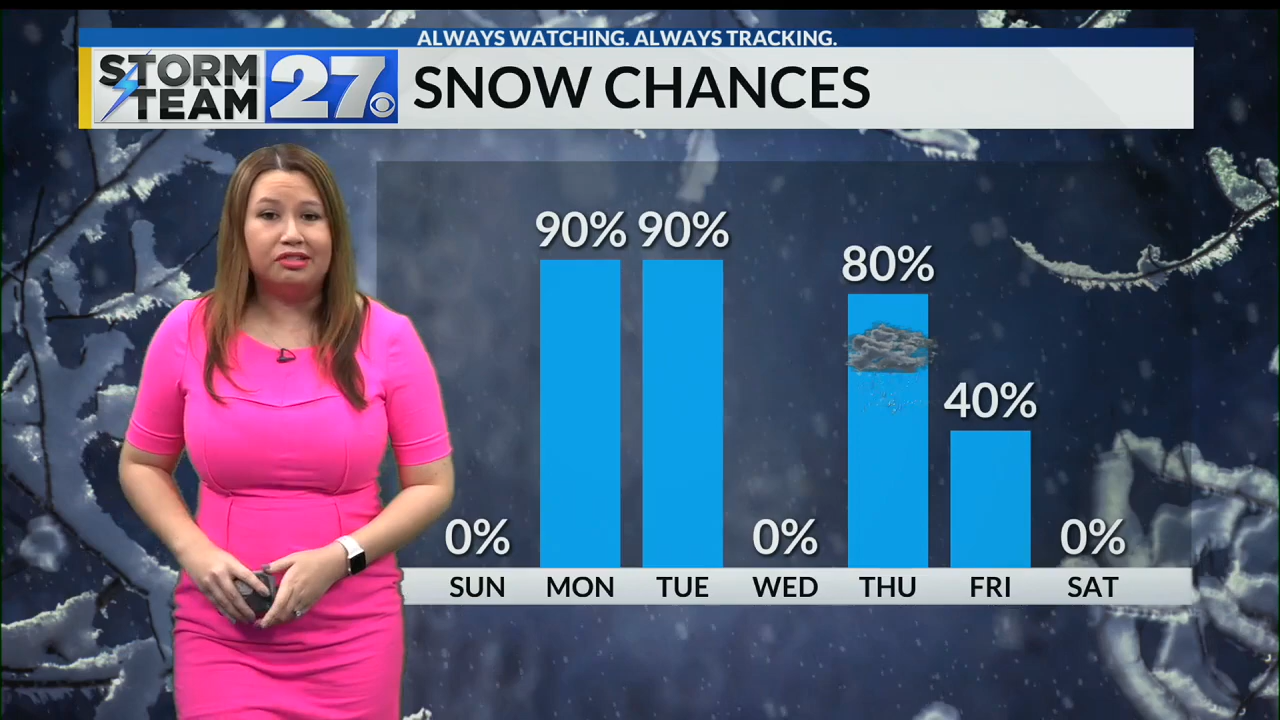 ALWAYS WATCHING. ALWAYS TRACKING.
STORM TEAM 27
SNOW CHANCES
90% 90%
80%
40%
0% 0% 0%
SUN MON TUE WED THU FRI SAT